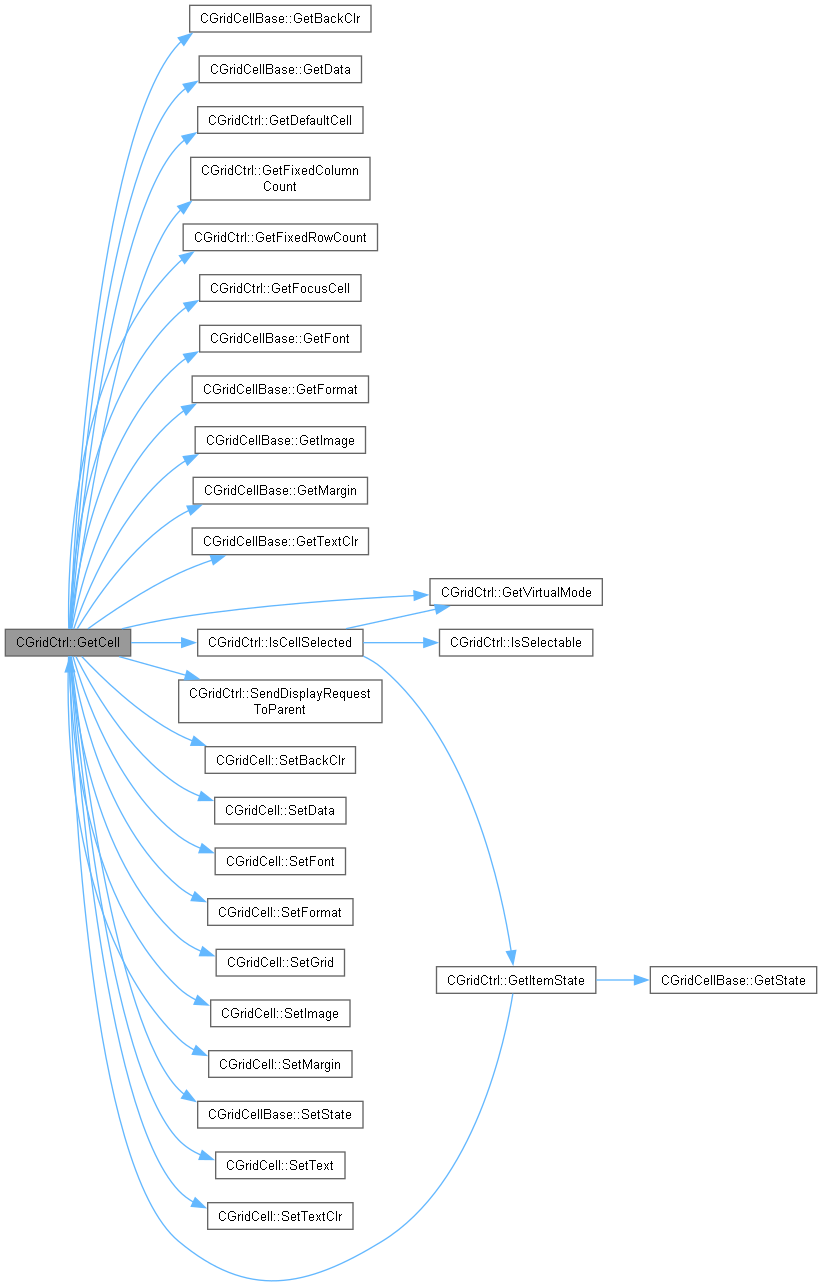 CGridCellBase::GetBackClr
CGridCellBase::GetData
CGridCtrl::GetDefaultCell
CGridCtrl::GetFixedColumn
Count
CGridCtrl::GetFixedRowCount
CGridCtrl::GetFocusCell
CGridCellBase::GetFont
CGridCellBase::GetFormat
CGridCellBase::GetImage
CGridCellBase::GetMargin
CGridCellBase::GetTextClr
CGridCtrl::GetVirtualMode
CGridCtrl::GetCell
CGridCtrl::IsCellSelected
CGridCtrl::IsSelectable
CGridCtrl::SendDisplayRequest
ToParent
CGridCell::SetBackClr
CGridCell::SetData
CGridCell::SetFont
CGridCell::SetFormat
CGridCell::SetGrid
CGridCtrl::GetItemState
CGridCellBase::GetState
CGridCell::SetImage
CGridCell::SetMargin
CGridCellBase::SetState
CGridCell::SetText
CGridCell::SetTextClr